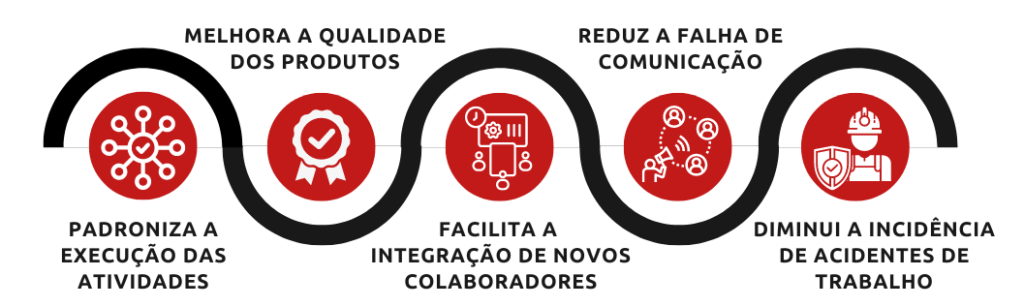 MELHORA A QUALIDADE
DOS PRODUTOS
REDUZ A FALHA DE
COMUNICAÇÃO
PADRONIZA A
EXECUÇÃO DAS
ATIVIDADES
FACILITA A
INTEGRAÇÃO DE NOVOS
COLABORADORES
DIMINUI A INCIDÊNCIA
DE ACIDENTES DE
TRABALHO